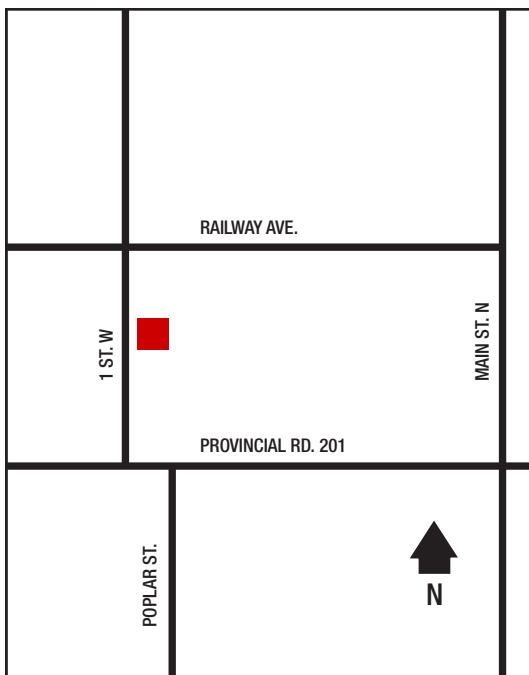 RAILWAY AVE.
1 ST. W
MAIN ST. N
PROVINCIAL RD. 201
POPLAR ST.
N